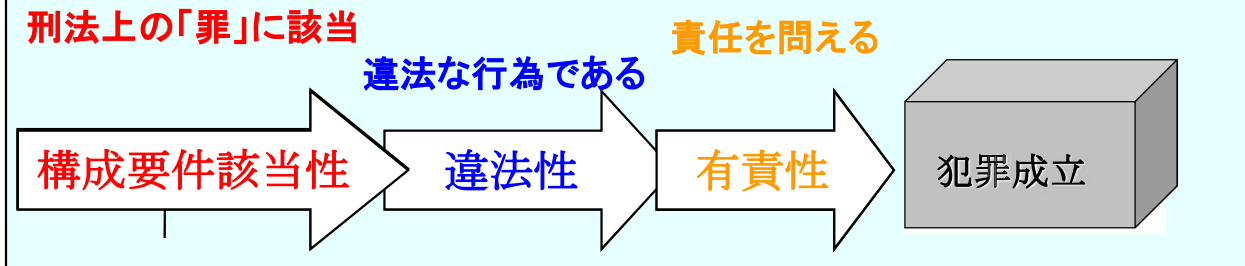 刑法上の「罪」に該当
違法な行為である
責任を問える
構成要件該当性
違法性
有責性
犯罪成立